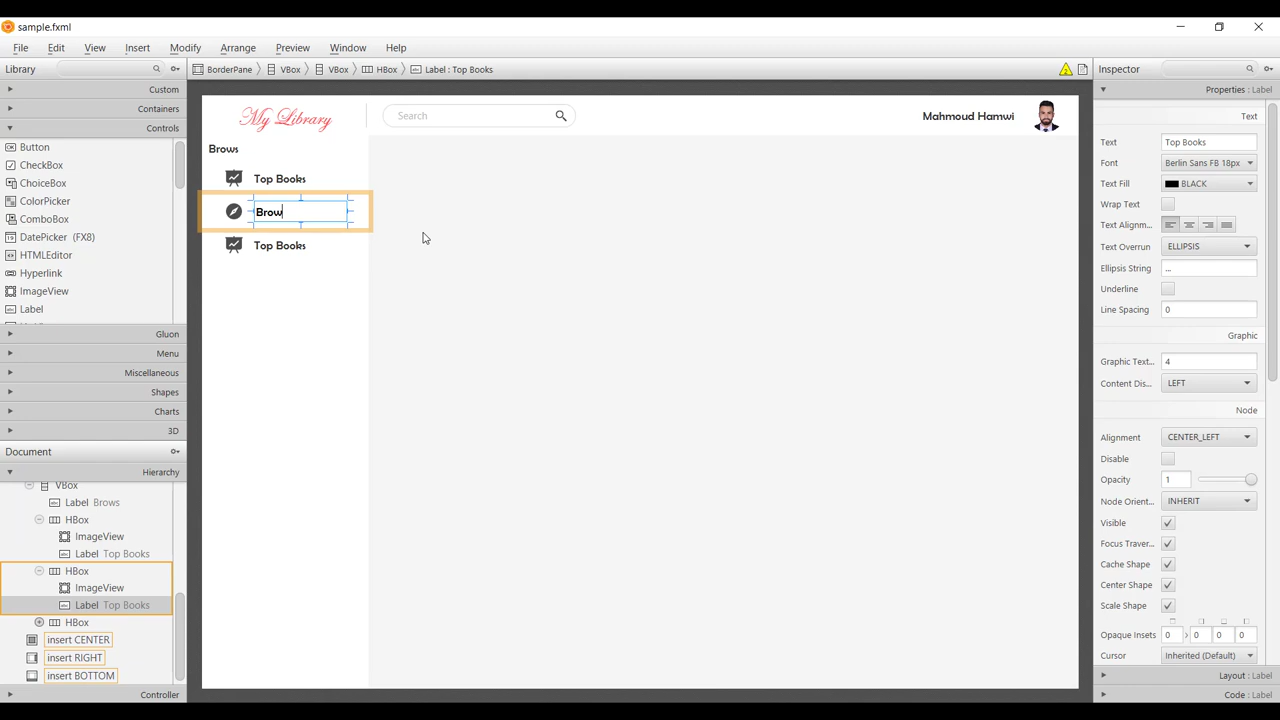 sample.fxml
File Edit View Insert Modify Arrange Preview Window Help
Library
Custom
Containers
Controls
Button
CheckBox
ChoiceBox
ColorPicker
ComboBox
DatePicker (FX8)
HTMLEditor
Hyperlink
ImageView
Label
Gluon
Menu
Miscellaneous
Shapes
Charts
3D
Document
Hierarchy
VBox
Label Brows
HBox
ImageView
Label Top Books
HBox
ImageView
Label Top Books
HBox
insert CENTER
insert RIGHT
insert BOTTOM
Controller
BorderPane VBox VBox HBox Label : Top Books
My Library
Search
Mahmoud Hamwi
Brows
Top Books
Brow
Top Books
Inspector
Properties : Label
Text
Text Top Books
Font Berlin Sans FB 18px
Text Fill BLACK
Wrap Text
Text Alignm...
Text Overrun ELLIPSIS
Ellipsis String ...
Underline
Line Spacing 0
Graphic
Graphic Text... 4
Content Dis... LEFT
Node
Alignment CENTER_LEFT
Disable
Opacity 1
Node Orient... INHERIT
Visible
Focus Traver...
Cache Shape
Center Shape
Scale Shape
Opaque Insets 0 0 0 0
Cursor Inherited (Default)
Layout : Label
Code : Label